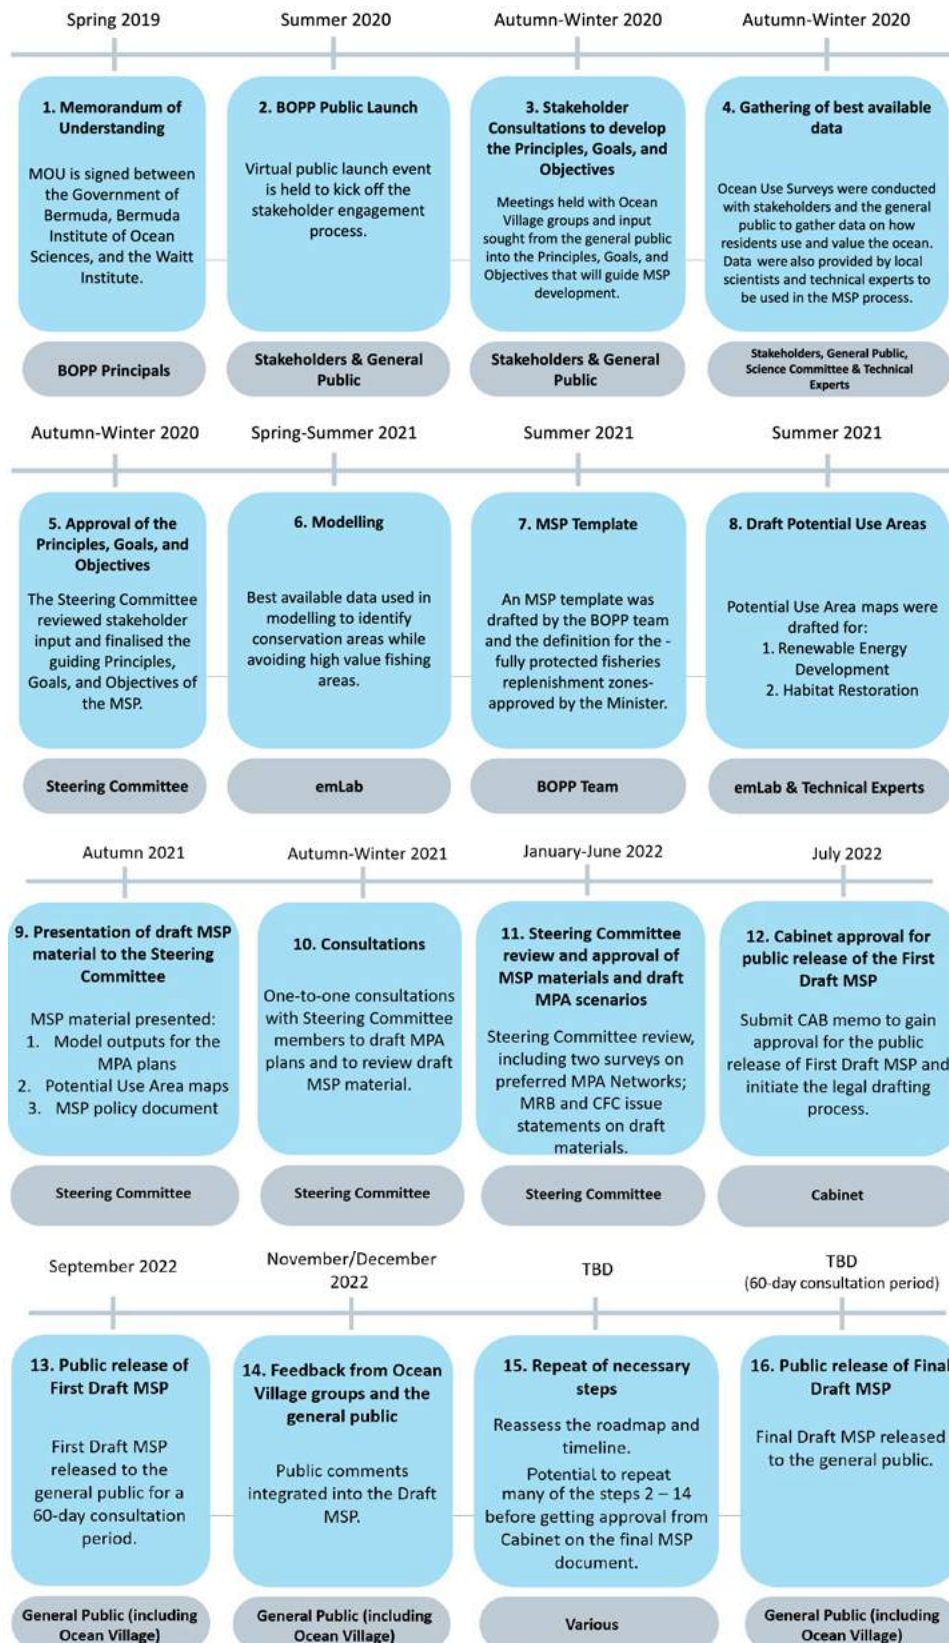 Spring 2019
1. Memorandum of
Understanding
MOU is signed between
the Government of
Bermuda, Bermuda
Institute of Ocean
Sciences, and the Waitt
Institute.
BOPP Principals
Summer 2020
2. BOPP Public Launch
Virtual public launch event
is held to kick off the
stakeholder engagement
process.
Stakeholders & General
Public
Autumn-Winter 2020
3. Stakeholder
Consultations to develop
the Principles, Goals, and
Objectives
Meetings held with Ocean
Village groups and input
sought from the general public
into the Principles, Goals, and
Objectives that will guide MSP
development.
Stakeholders & General
Public
Autumn-Winter 2020
4. Gathering of best available
data
Ocean Use Surveys were conducted
with stakeholders and the general
public to gather data on how
residents use and value the ocean.
Data were also provided by local
scientists and technical experts to
be used in the MSP process.
Stakeholders, General Public,
Science Committee & Technical
Experts
Autumn-Winter 2020
5. Approval of the
Principles, Goals, and
Objectives
The Steering Committee
reviewed stakeholder
input and finalised the
guiding Principles,
Goals, and Objectives of
the MSP.
Steering Committee
Spring-Summer 2021
6. Modelling
Best available data used in
modelling to identify
conservation areas while
avoiding high value fishing
areas.
emLab
Summer 2021
7. MSP Template
An MSP template was
drafted by the BOPP team
and the definition for the -
fully protected fisheries
replenishment zones-
approved by the Minister.
BOPP Team
Summer 2021
8. Draft Potential Use Areas
Potential Use Area maps were
drafted for:
1. Renewable Energy
Development
2. Habitat Restoration
emLab & Technical Experts
Autumn 2021
9. Presentation of draft MSP
material to the Steering
Committee
MSP material presented:
1. Model outputs for the
MPA plans
2. Potential Use Area maps
3. MSP policy document
Steering Committee
Autumn-Winter 2021
10. Consultations
One-to-one consultations
with Steering Committee
members to draft MPA
plans and to review draft
MSP material.
Steering Committee
January-June 2022
11. Steering Committee
review and approval of
MSP materials and draft
MPA scenarios
Steering Committee review,
including two surveys on
preferred MPA Networks;
MRB and CFC issue
statements on draft
materials.
Steering Committee
July 2022
12. Cabinet approval for
public release of the First
Draft MSP
Submit CAB memo to gain
approval for the public
release of First Draft MSP and
initiate the legal drafting
process.
Cabinet
September 2022
13. Public release of
First Draft MSP
First Draft MSP
released to the
general public for a
60-day consultation
period.
General Public (including
Ocean Village)
November/December
2022
14. Feedback from Ocean
Village groups and the
general public
Public comments
integrated into the Draft
MSP.
General Public (including
Ocean Village)
TBD
15. Repeat of necessary
steps
Reassess the roadmap and
timeline.
Potential to repeat
many of the steps 2 – 14
before getting approval from
Cabinet on the final MSP
document.
Various
TBD
(60-day consultation period)
16. Public release of Final
Draft MSP
Final Draft MSP released
to the general public.
General Public (including
Ocean Village)